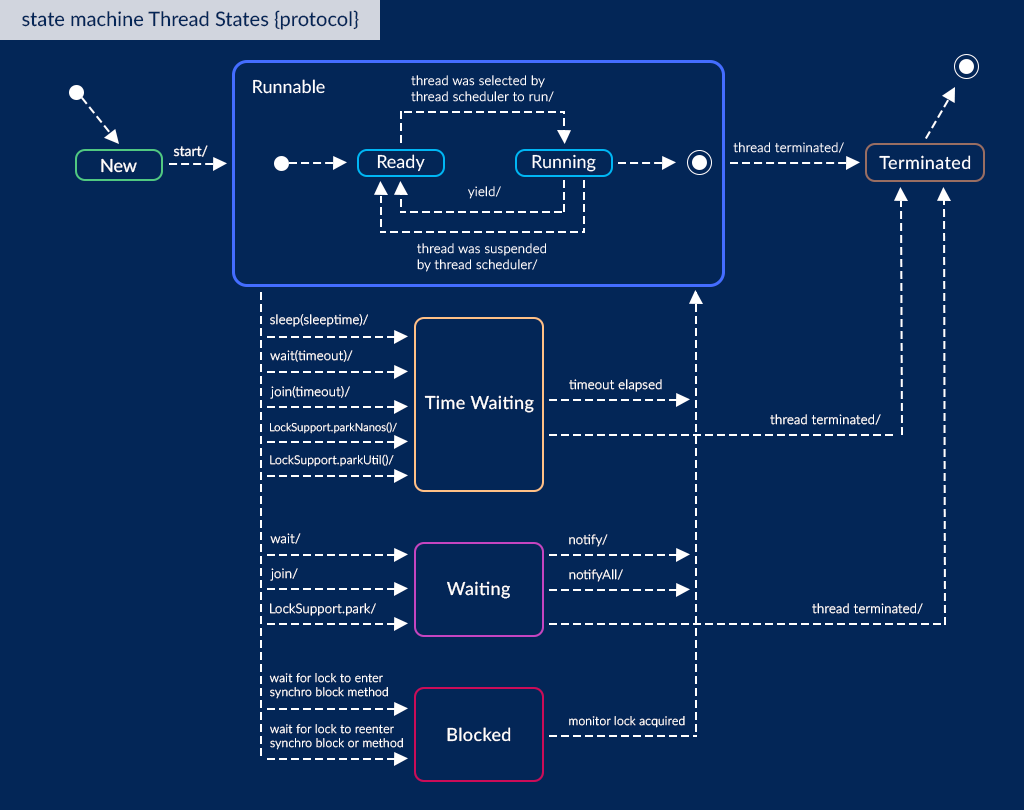 state machine Thread States {protocol}
Runnable
thread was selected by
thread scheduler to run/
New
start/
Ready
Running
yield/
thread was suspended
by thread scheduler/
thread terminated/
Terminated
sleep(sleeptime)/
wait(timeout)/
join(timeout)/
LockSupport.parkNanos()/
LockSupport.parkUtil()/
Time Waiting
timeout elapsed
thread terminated/
wait/
join/
LockSupport.park/
Waiting
notify/
notifyAll/
thread terminated/
wait for lock to enter
synchro block method
wait for lock to reenter
synchro block or method
Blocked
monitor lock acquired